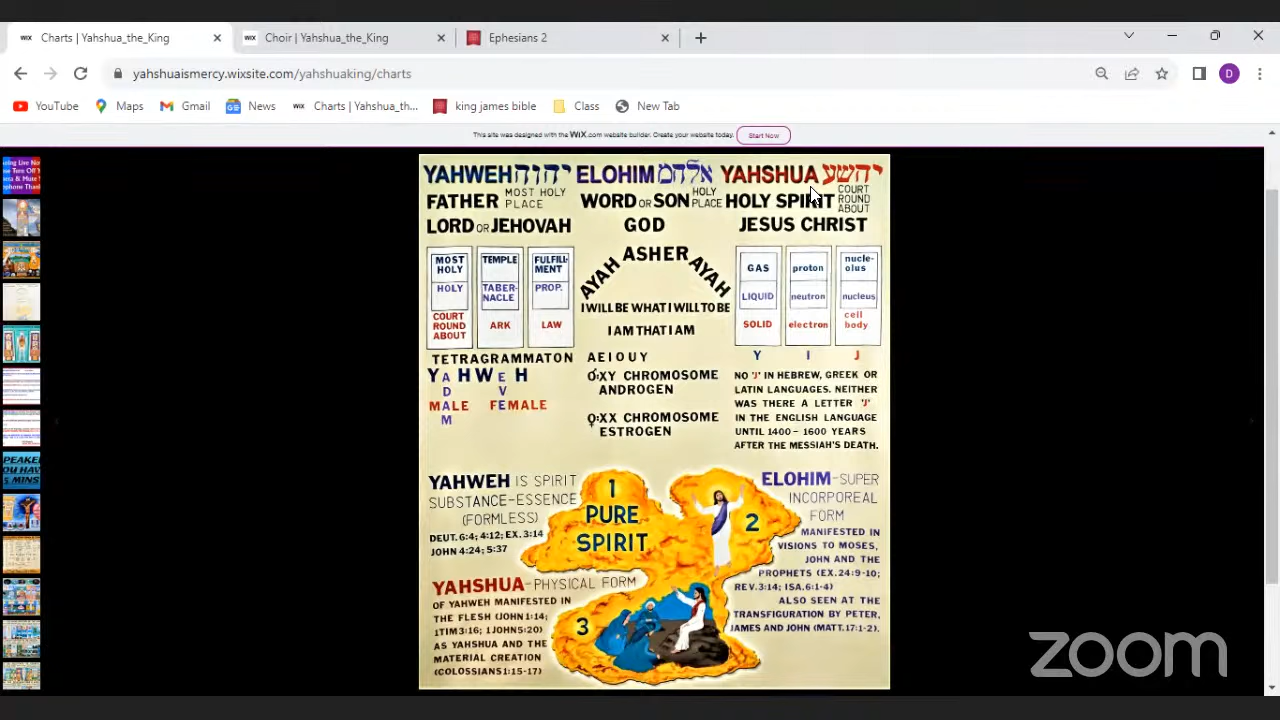 Charts | Yahshua_the_King
Choir | Yahshua_the_King
Ephesians 2
yahshuaismercy.wixsite.com/yahshuaking/charts
D
YouTube
Maps
Gmail
News
WIX Charts | Yahshua_th...
king james bible
Class
New Tab
This site was designed with the WiX.com website builder. Create your website today.
Start Now
YAHWEH יהוה ELOHIM אלהמ YAHSHUA יהשע
FATHER MOST HOLY PLACE
WORD OR SON HOLY PLACE
HOLY SPIRIT COURT ROUND ABOUT
LORD OR JEHOVAH
GOD
JESUS CHRIST
MOST HOLY
HOLY
COURT ROUND ABOUT
TEMPLE
TABER-
NACLE
ARK
FULFILL-
MENT
PROP.
LAW
AYAH ASHER AYAH
I WILL BE WHAT I WILL TO BE
I AM THAT I AM
GAS
LIQUID
SOLID
proton
neutron
electron
nucle-
olus
nucleus
cell
body
Y I J
TETRAGRAMMATON
YAHWEH
ADAM
EVE
MALE FEMALE
A E I O U Y
♂:XY CHROMOSOME
ANDROGEN
♀:XX CHROMOSOME
ESTROGEN
NO 'J' IN HEBREW, GREEK OR
LATIN LANGUAGES. NEITHER
WAS THERE A LETTER 'J'
IN THE ENGLISH LANGUAGE
UNTIL 1400 – 1600 YEARS
AFTER THE MESSIAH'S DEATH.
YAHWEH IS SPIRIT
SUBSTANCE-ESSENCE
(FORMLESS)
DEUT. 6:4; 4:12; EX. 3:14
JOHN 4:24; 5:37
1
PURE
SPIRIT
2
ELOHIM-SUPER
INCORPOREAL
FORM
MANIFESTED IN
VISIONS TO MOSES,
JOHN AND THE
PROPHETS (EX. 24:9-10;
REV. 3:14; ISA. 6:1-4)
ALSO SEEN AT THE
TRANSFIGURATION BY PETER,
JAMES AND JOHN (MATT. 17:1-2).
YAHSHUA-PHYSICAL FORM
OF YAHWEH MANIFESTED IN
THE FLESH (JOHN 1:14;
1TIM 3:16; 1JOHN 5:20)
AS YAHSHUA AND THE
MATERIAL CREATION
(COLOSSIANS 1:15-17)
3
PEAKE
OU HAV
5 MINS
zoom